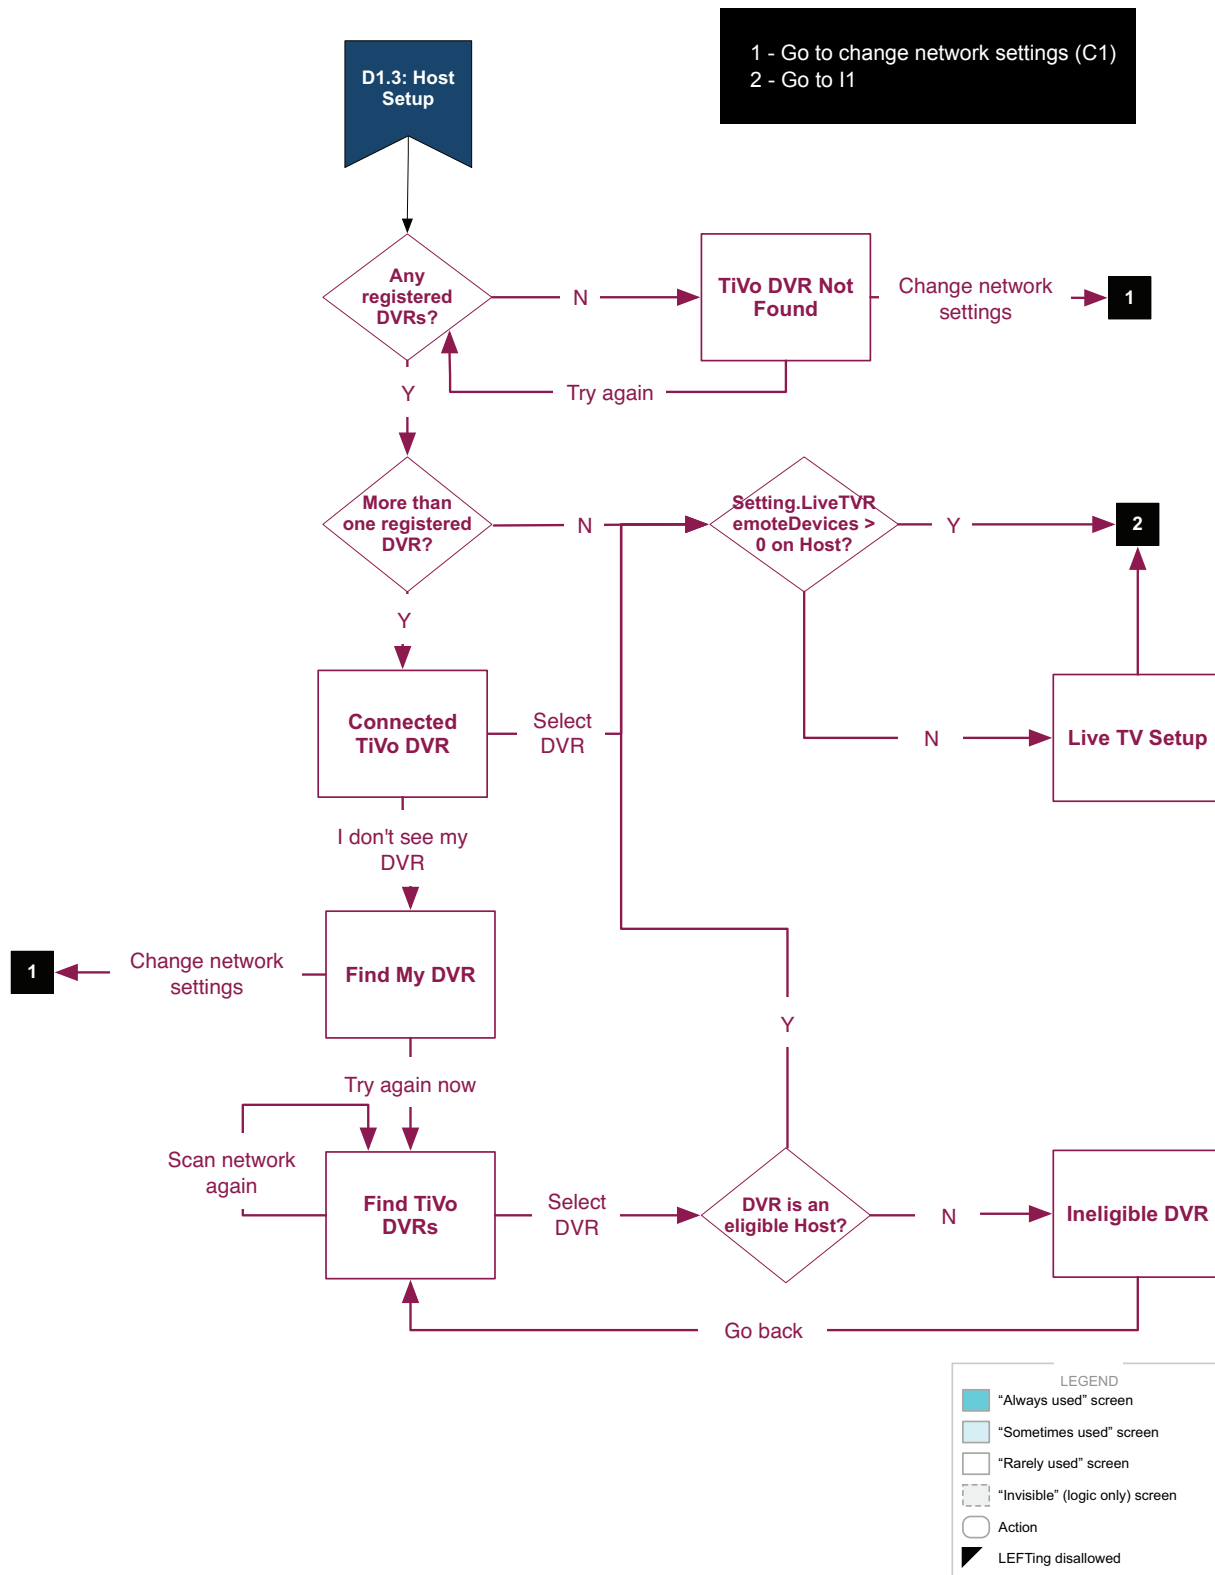 1 - Go to change network settings (C1)
2 - Go to I1
D1.3: Host
Setup
Any
registered
DVRs?
N
TiVo DVR Not
Found
Change network
settings
1
Try again
Y
More than
one registered
DVR?
N
Setting.LiveTVR
emoteDevices >
0 on Host?
Y
2
Y
Connected
TiVo DVR
Select
DVR
N
Live TV Setup
I don't see my
DVR
1
Change network
settings
Find My DVR
Y
Try again now
Scan network
again
Find TiVo
DVRs
Select
DVR
DVR is an
eligible Host?
N
Ineligible DVR
Go back
LEGEND
“Always used” screen
“Sometimes used” screen
“Rarely used” screen
“Invisible” (logic only) screen
Action
LEFTing disallowed